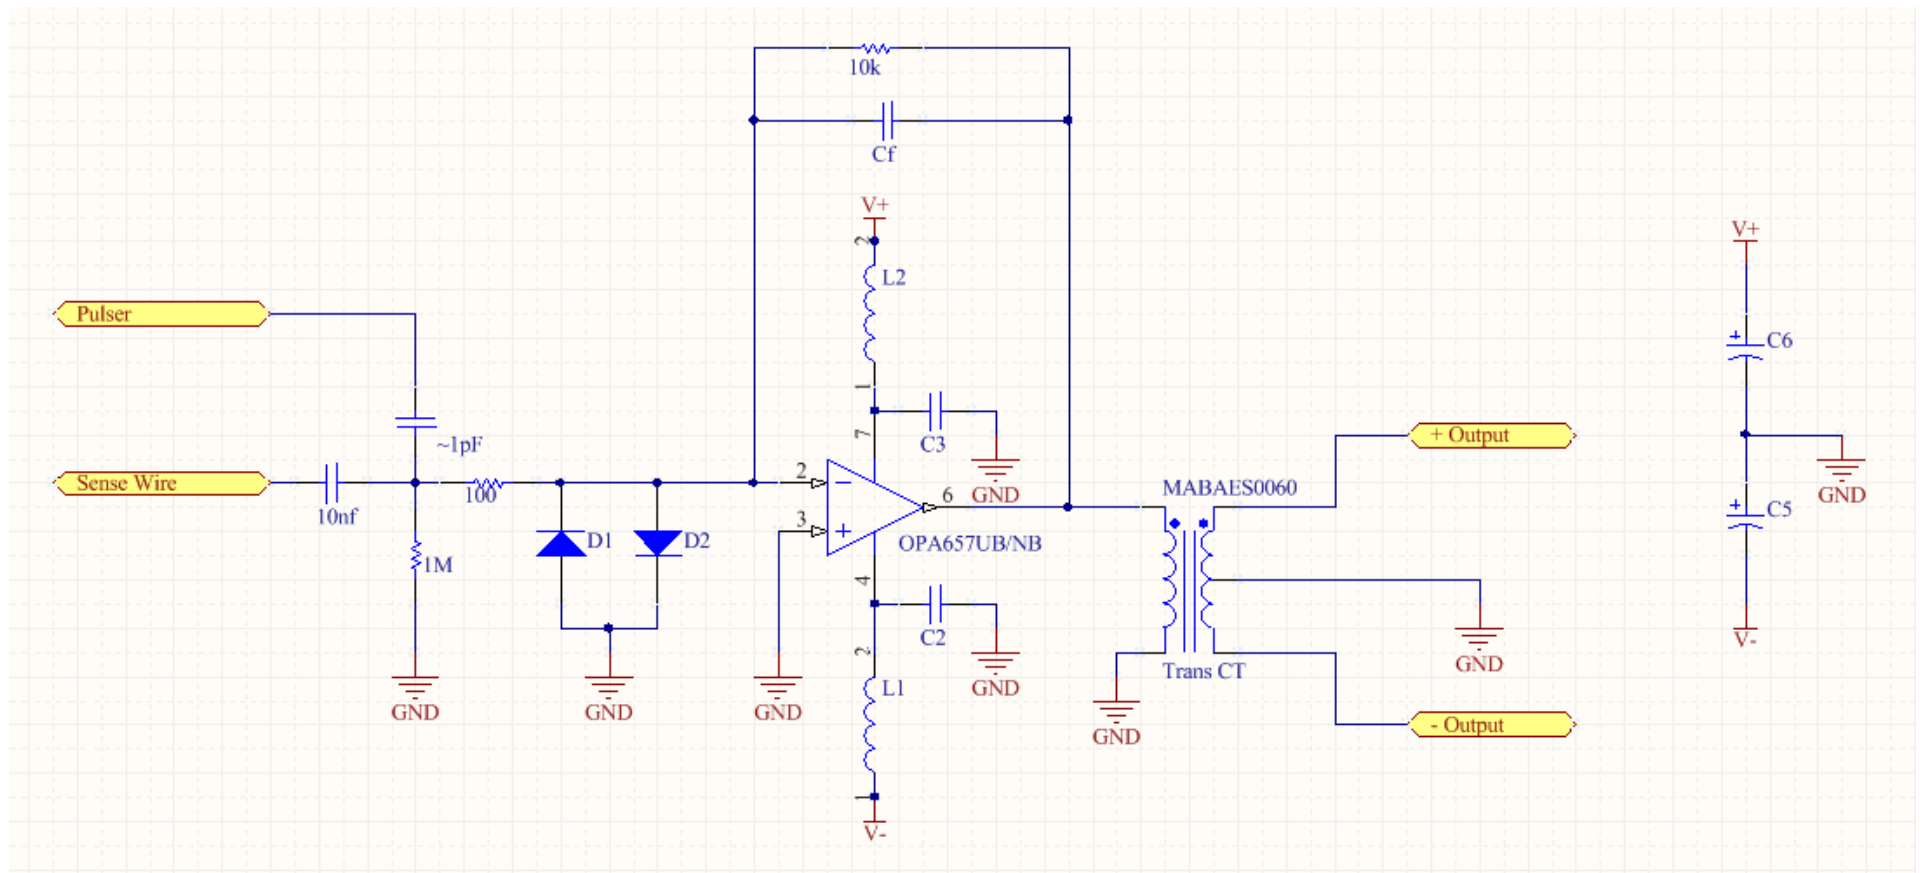 10k
Cf
V+
2
L2
V+
Pulser
1
C6
~1pF
7
C3
+ Output
Sense Wire
100
2
6
GND
MABAES0060
GND
10nf
3
C5
D1
D2
OPA657UB/NB
1M
4
C2
V-
2
GND
Trans CT
GND
L1
GND
GND
GND
GND
- Output
GND
1
V-